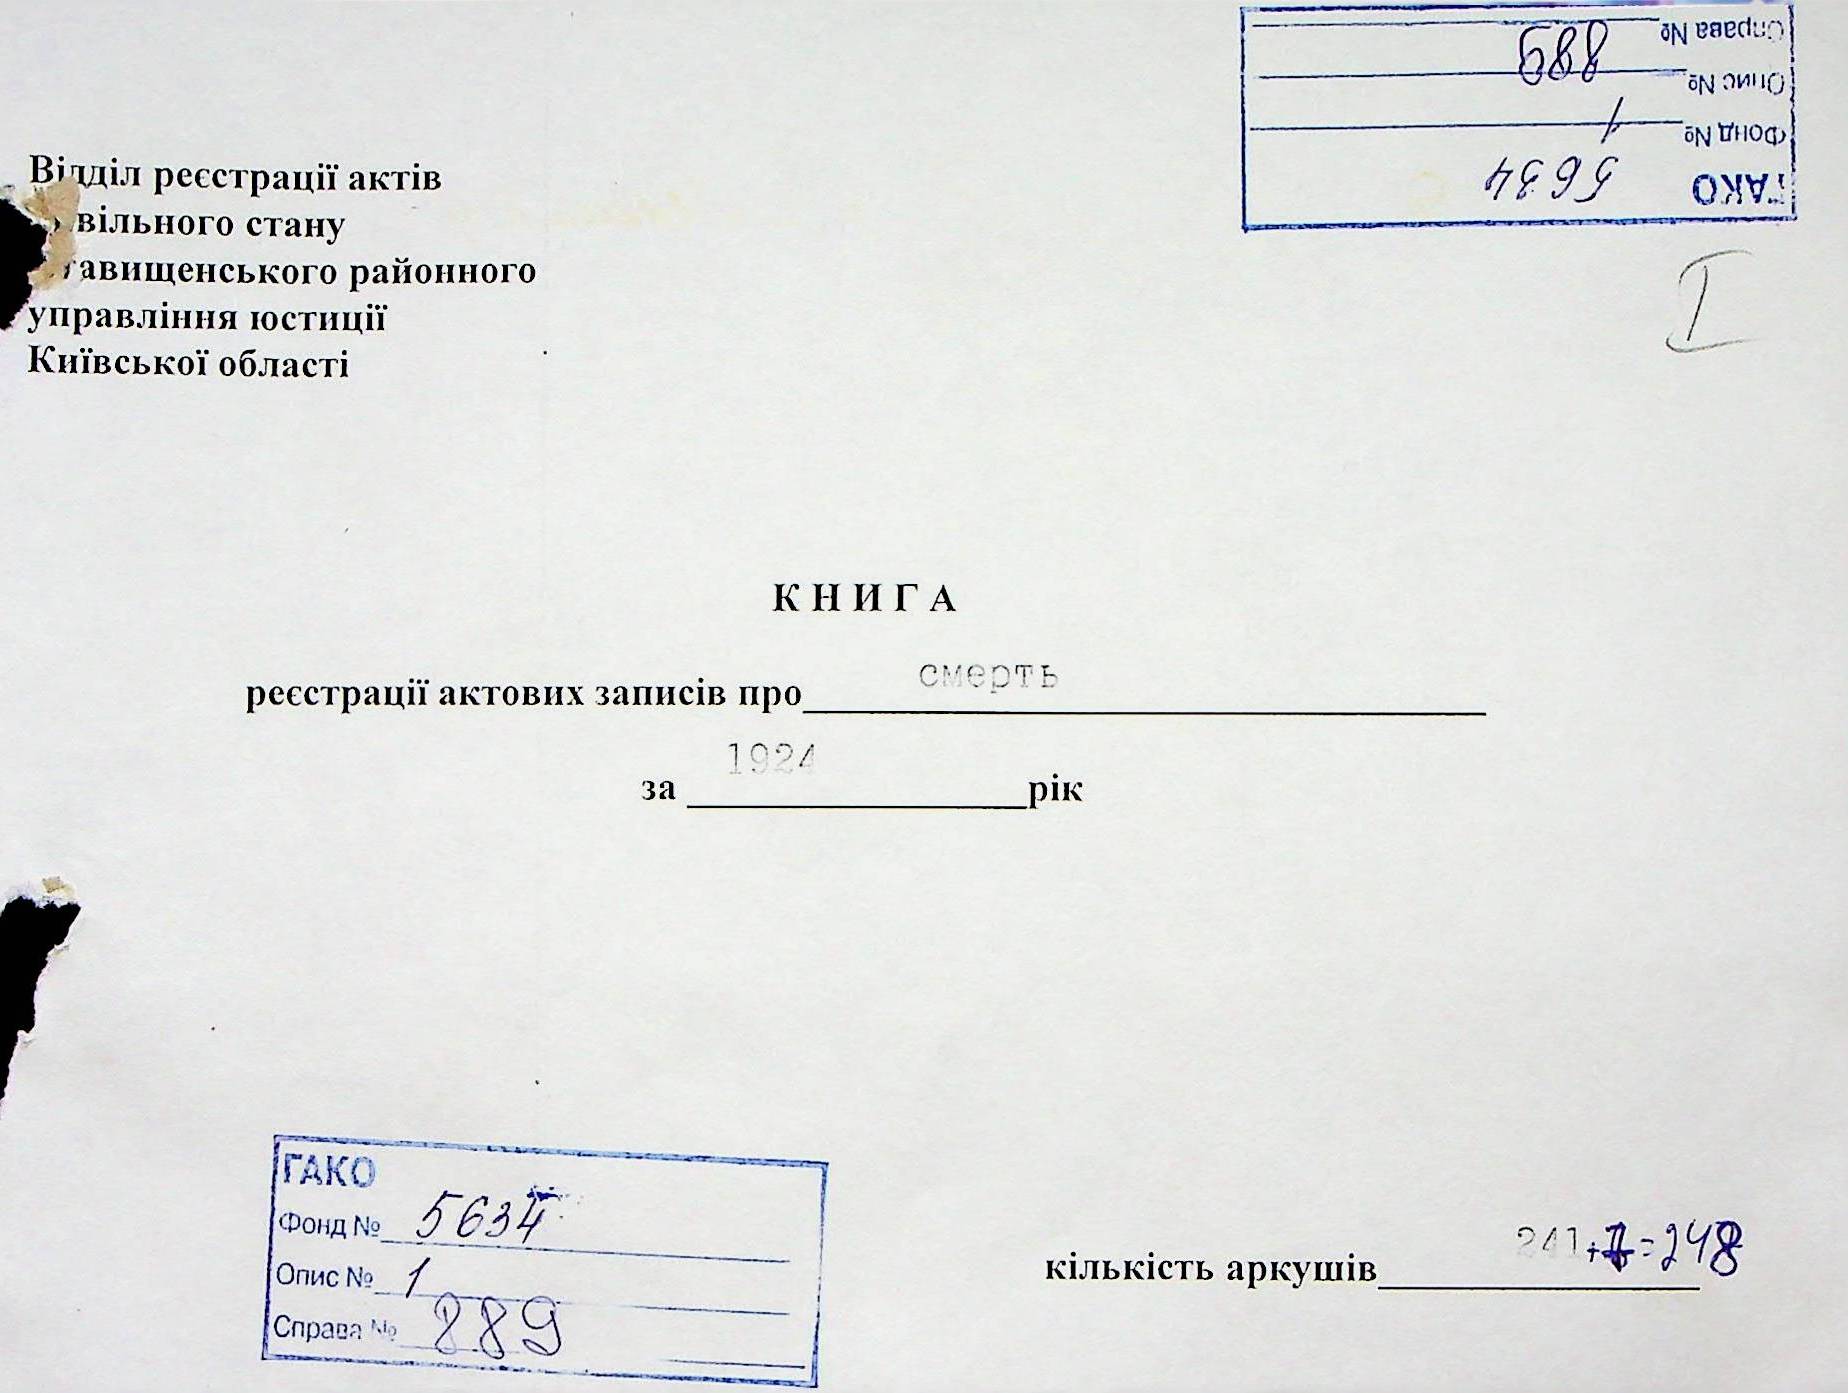 Справа №
Опис № 889
Фонд № 1
ГАКО 5634
I
Відділ реєстрації актів
вільного стану
тавищенського районного
управління юстиції
Київської області
КНИГА
реєстрації актових записів про смерть
за 1924 рік
ГАКО
Фонд № 5634
Опис № 1
Справа № 889
кількість аркушів 241+7=248